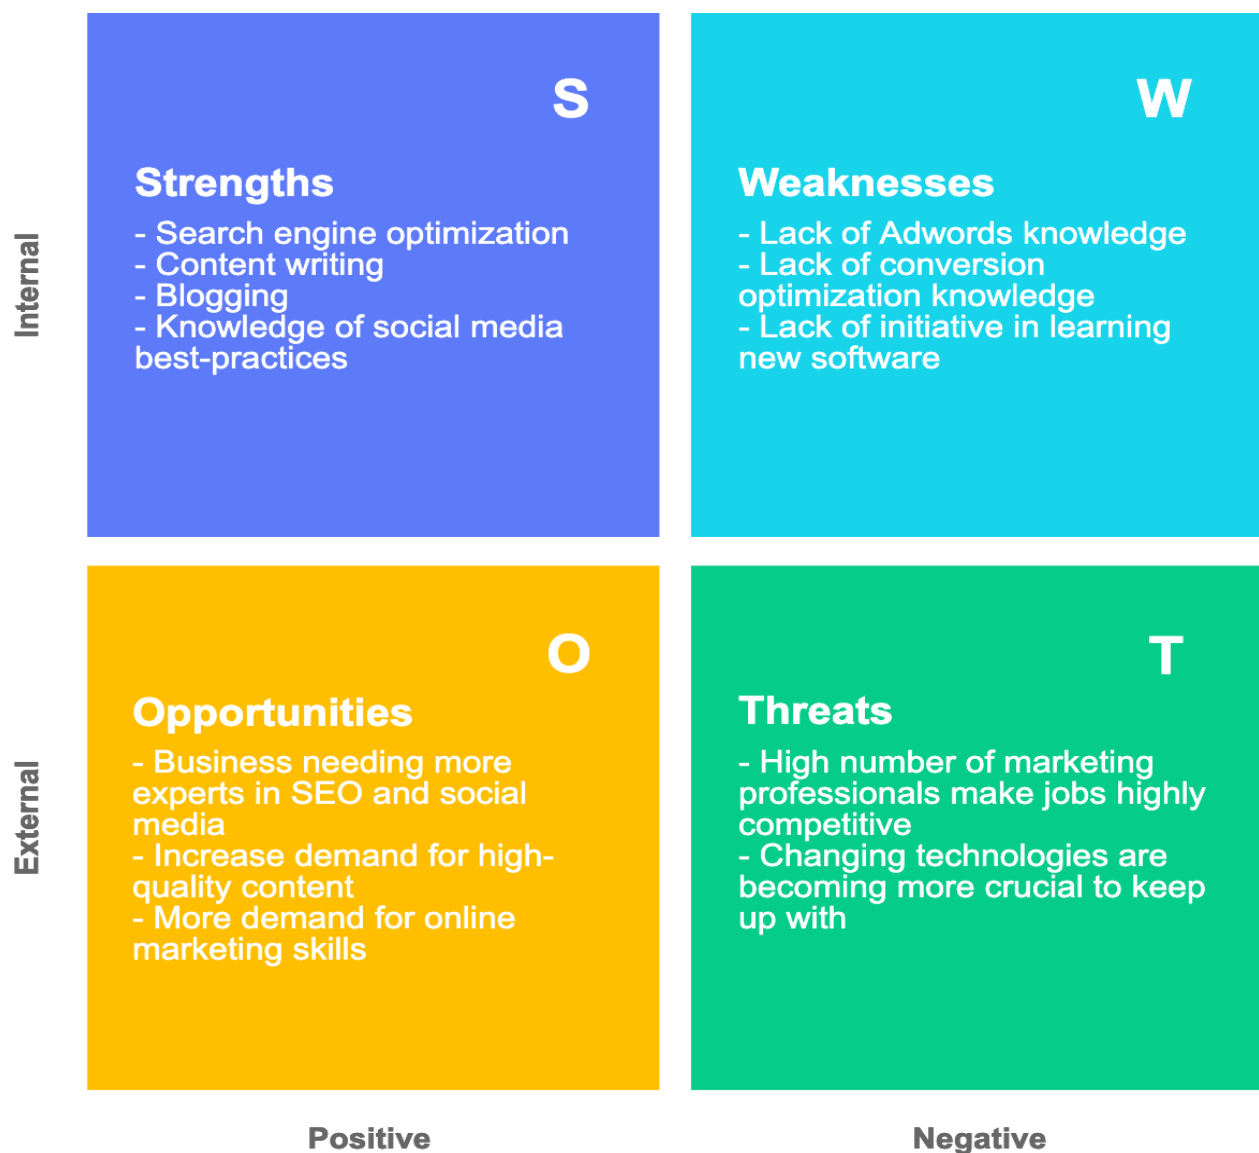 S
Strengths
- Search engine optimization
- Content writing
- Blogging
- Knowledge of social media
best-practices
W
Weaknesses
- Lack of Adwords knowledge
- Lack of conversion
optimization knowledge
- Lack of initiative in learning
new software
Internal
O
Opportunities
- Business needing more
experts in SEO and social
media
- Increase demand for high-
quality content
- More demand for online
marketing skills
T
Threats
- High number of marketing
professionals make jobs highly
competitive
- Changing technologies are
becoming more crucial to keep
up with
External
Positive
Negative